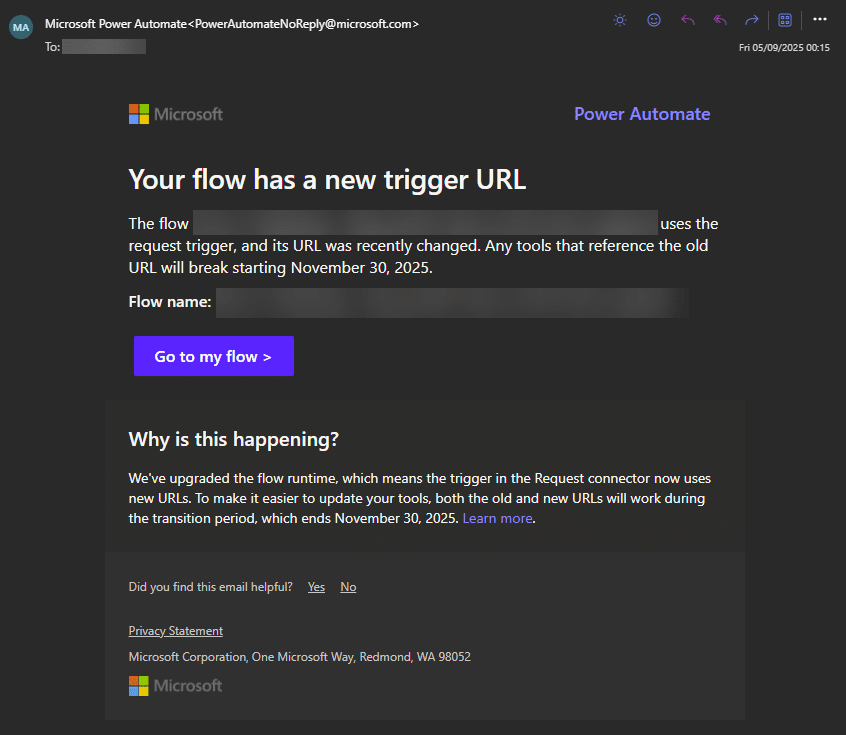 MA
Microsoft Power Automate<PowerAutomateNoReply@microsoft.com>
To:
Fri 05/09/2025 00:15
Microsoft
Power Automate
Your flow has a new trigger URL
The flow uses the
request trigger, and its URL was recently changed. Any tools that reference the old
URL will break starting November 30, 2025.
Flow name:
Go to my flow >
Why is this happening?
We've upgraded the flow runtime, which means the trigger in the Request connector now uses
new URLs. To make it easier to update your tools, both the old and new URLs will work during
the transition period, which ends November 30, 2025. Learn more.
Did you find this email helpful? Yes No
Privacy Statement
Microsoft Corporation, One Microsoft Way, Redmond, WA 98052
Microsoft